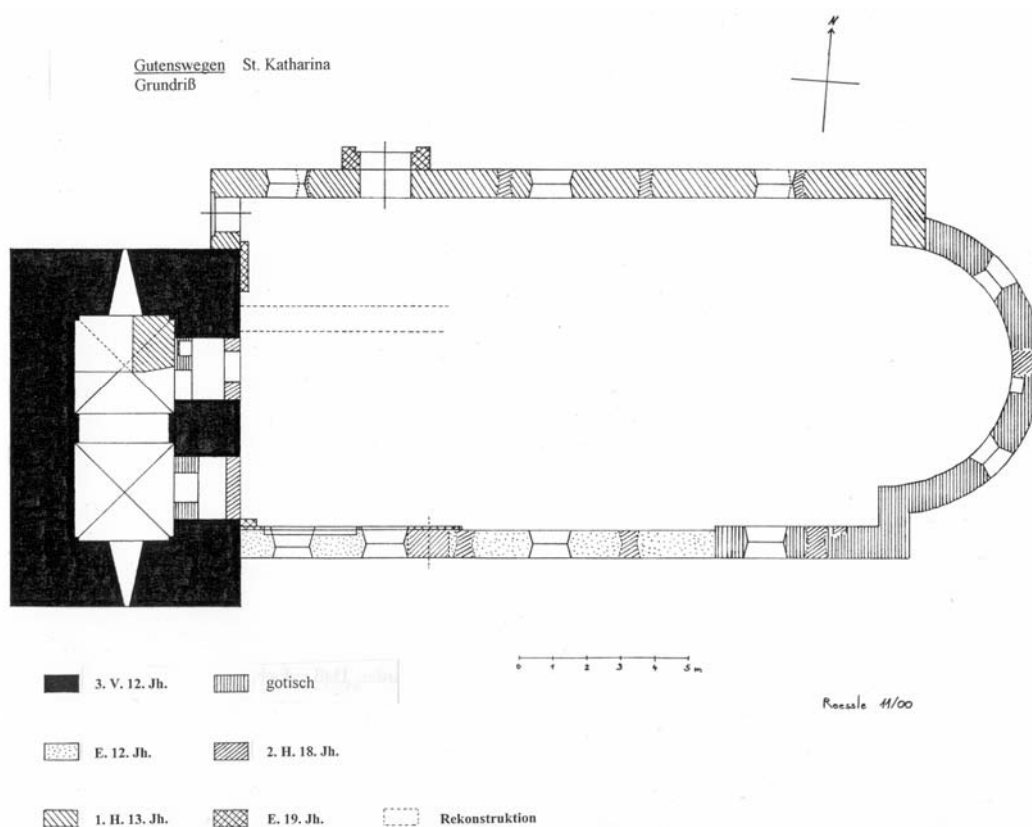 N
Gutenswegen St. Katharina
Grundriß
0 1 2 3 4 5 m
3. V. 12. Jh. gotisch
Roessle 11/00
E. 12. Jh. 2. H. 18. Jh.
1. H. 13. Jh. E. 19. Jh. Rekonstruktion